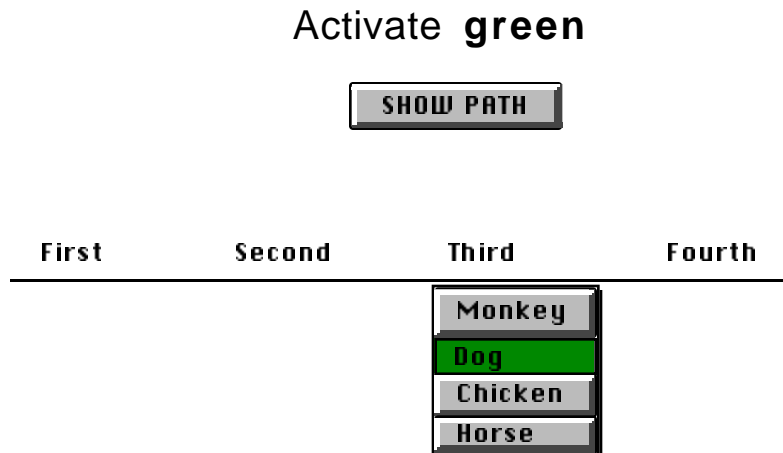 Activate green
SHOW PATH
First Second Third Fourth
Monkey
Dog
Chicken
Horse